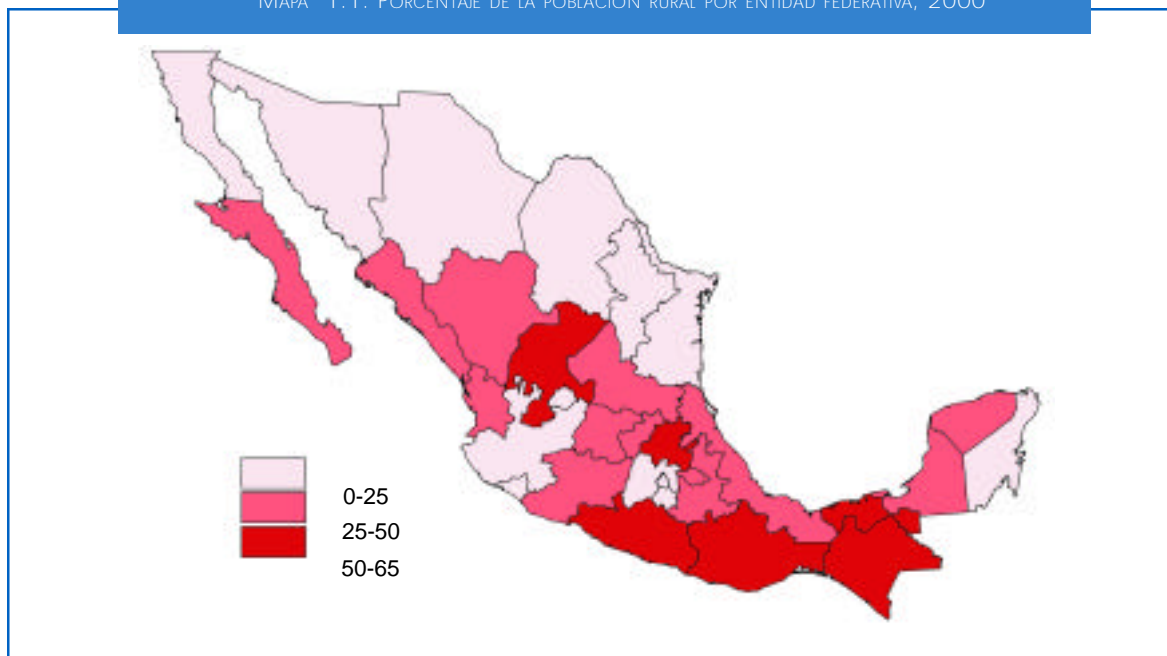 Mapa 1.1. Porcentaje de la población rural por entidad federativa, 2000
0-25
25-50
50-65